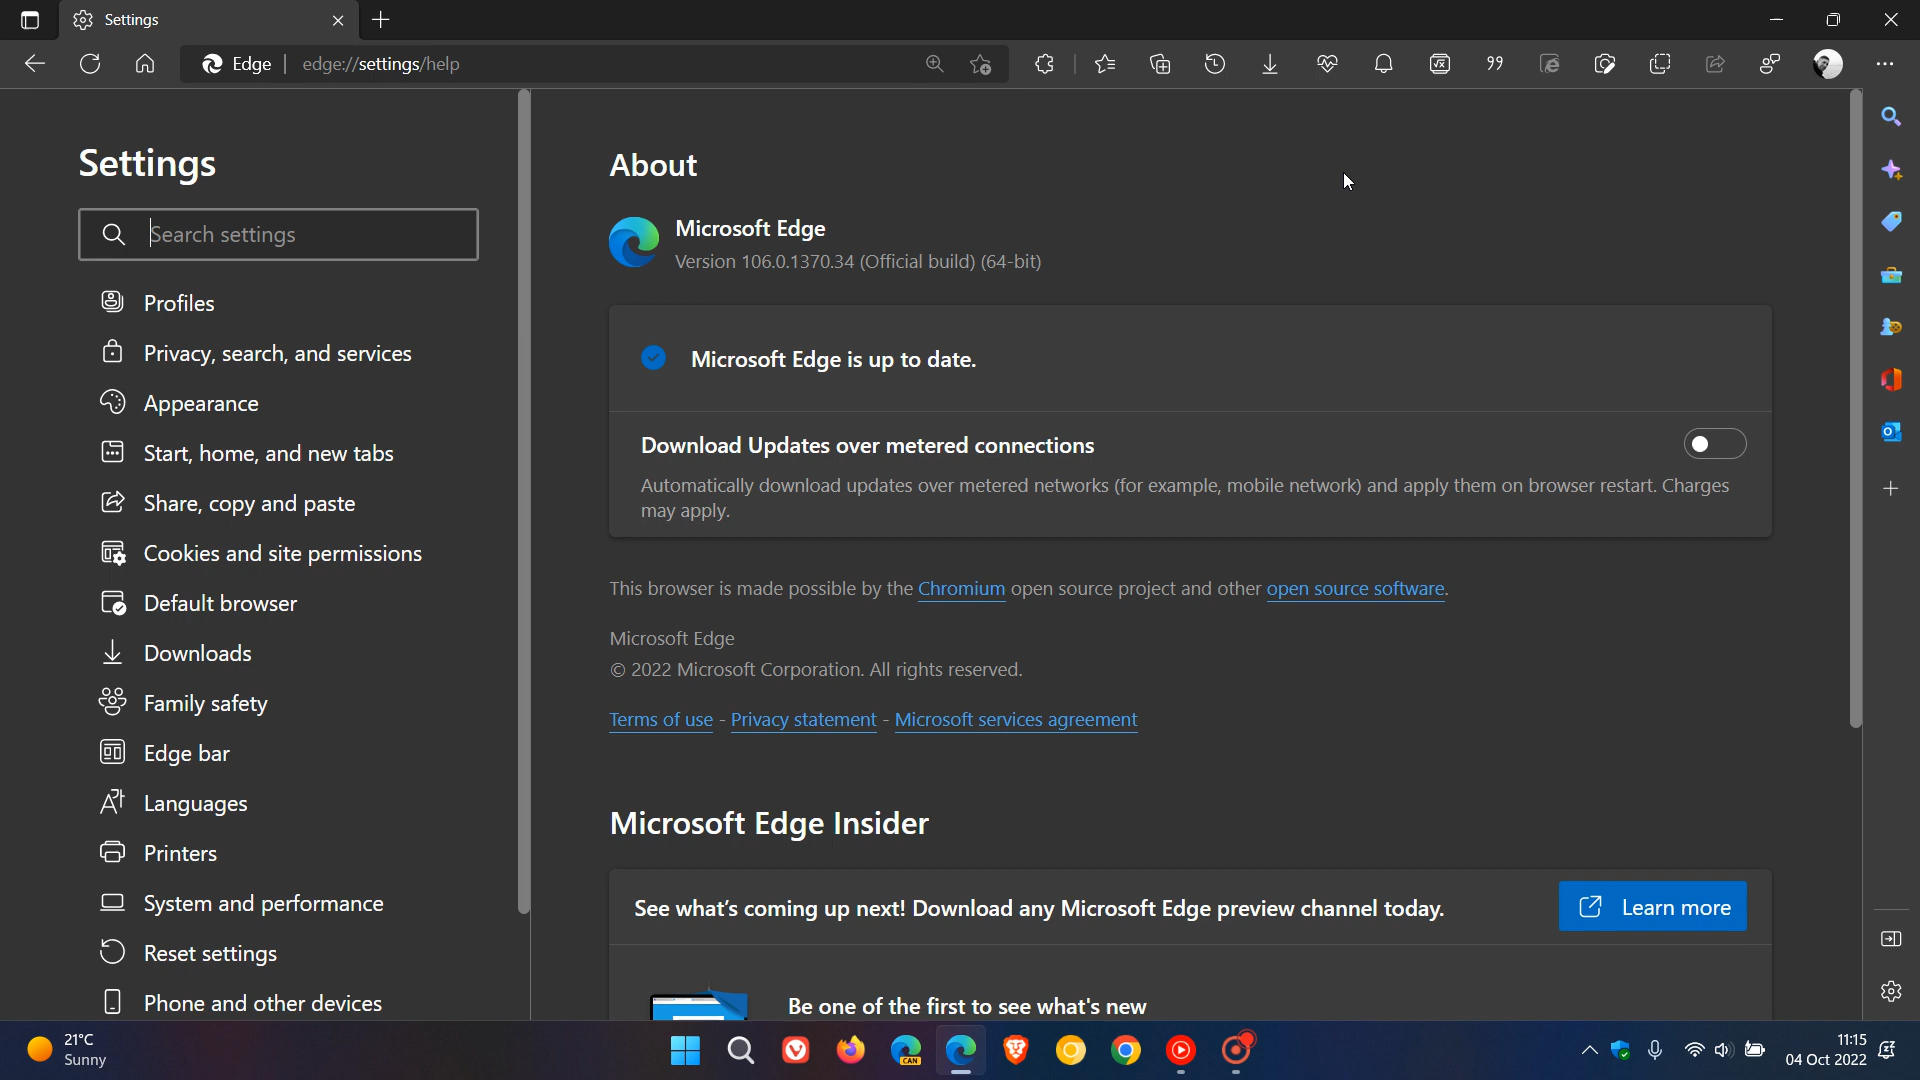 Settings
Edge
edge://settings/help
Settings
Search settings
Profiles
Privacy, search, and services
Appearance
Start, home, and new tabs
Share, copy and paste
Cookies and site permissions
Default browser
Downloads
Family safety
Edge bar
Languages
Printers
System and performance
Reset settings
Phone and other devices
About
Microsoft Edge
Version 106.0.1370.34 (Official build) (64-bit)
Microsoft Edge is up to date.
Download Updates over metered connections
Automatically download updates over metered networks (for example, mobile network) and apply them on browser restart. Charges
may apply.
This browser is made possible by the Chromium open source project and other open source software.
Microsoft Edge
© 2022 Microsoft Corporation. All rights reserved.
Terms of use - Privacy statement - Microsoft services agreement
Microsoft Edge Insider
See what's coming up next! Download any Microsoft Edge preview channel today.
Learn more
Be one of the first to see what's new
21°C
Sunny
CAN
11:15
04 Oct 2022